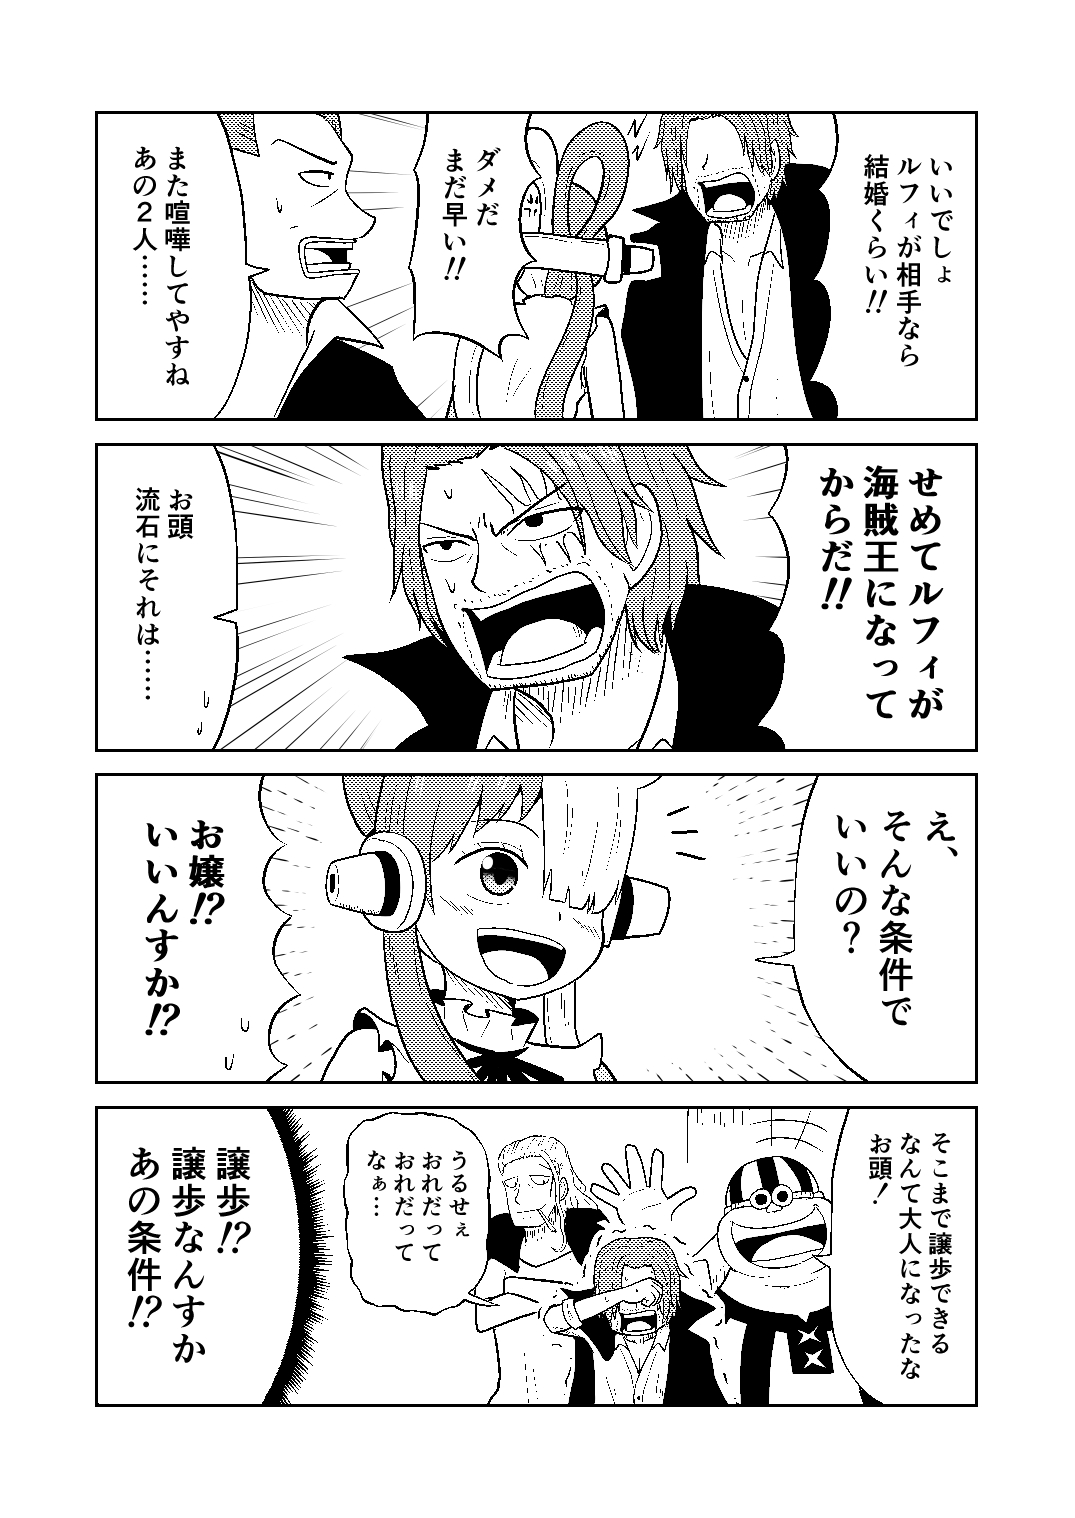 いいでしょ
ルフィが相手なら
結婚くらい!!
ダメだ
まだ早い!!
また喧嘩してやすね
あの2人……
せめてルフィが
海賊王になって
からだ!!
お頭
流石にそれは……
え、
そんな条件で
いいの?
お嬢!?
いいんすか!?
そこまで譲歩できる
なんて大人になったな
お頭!
うるせぇ
おれだって
おれだって
なぁ…
譲歩!?
譲歩なんすか
あの条件!?